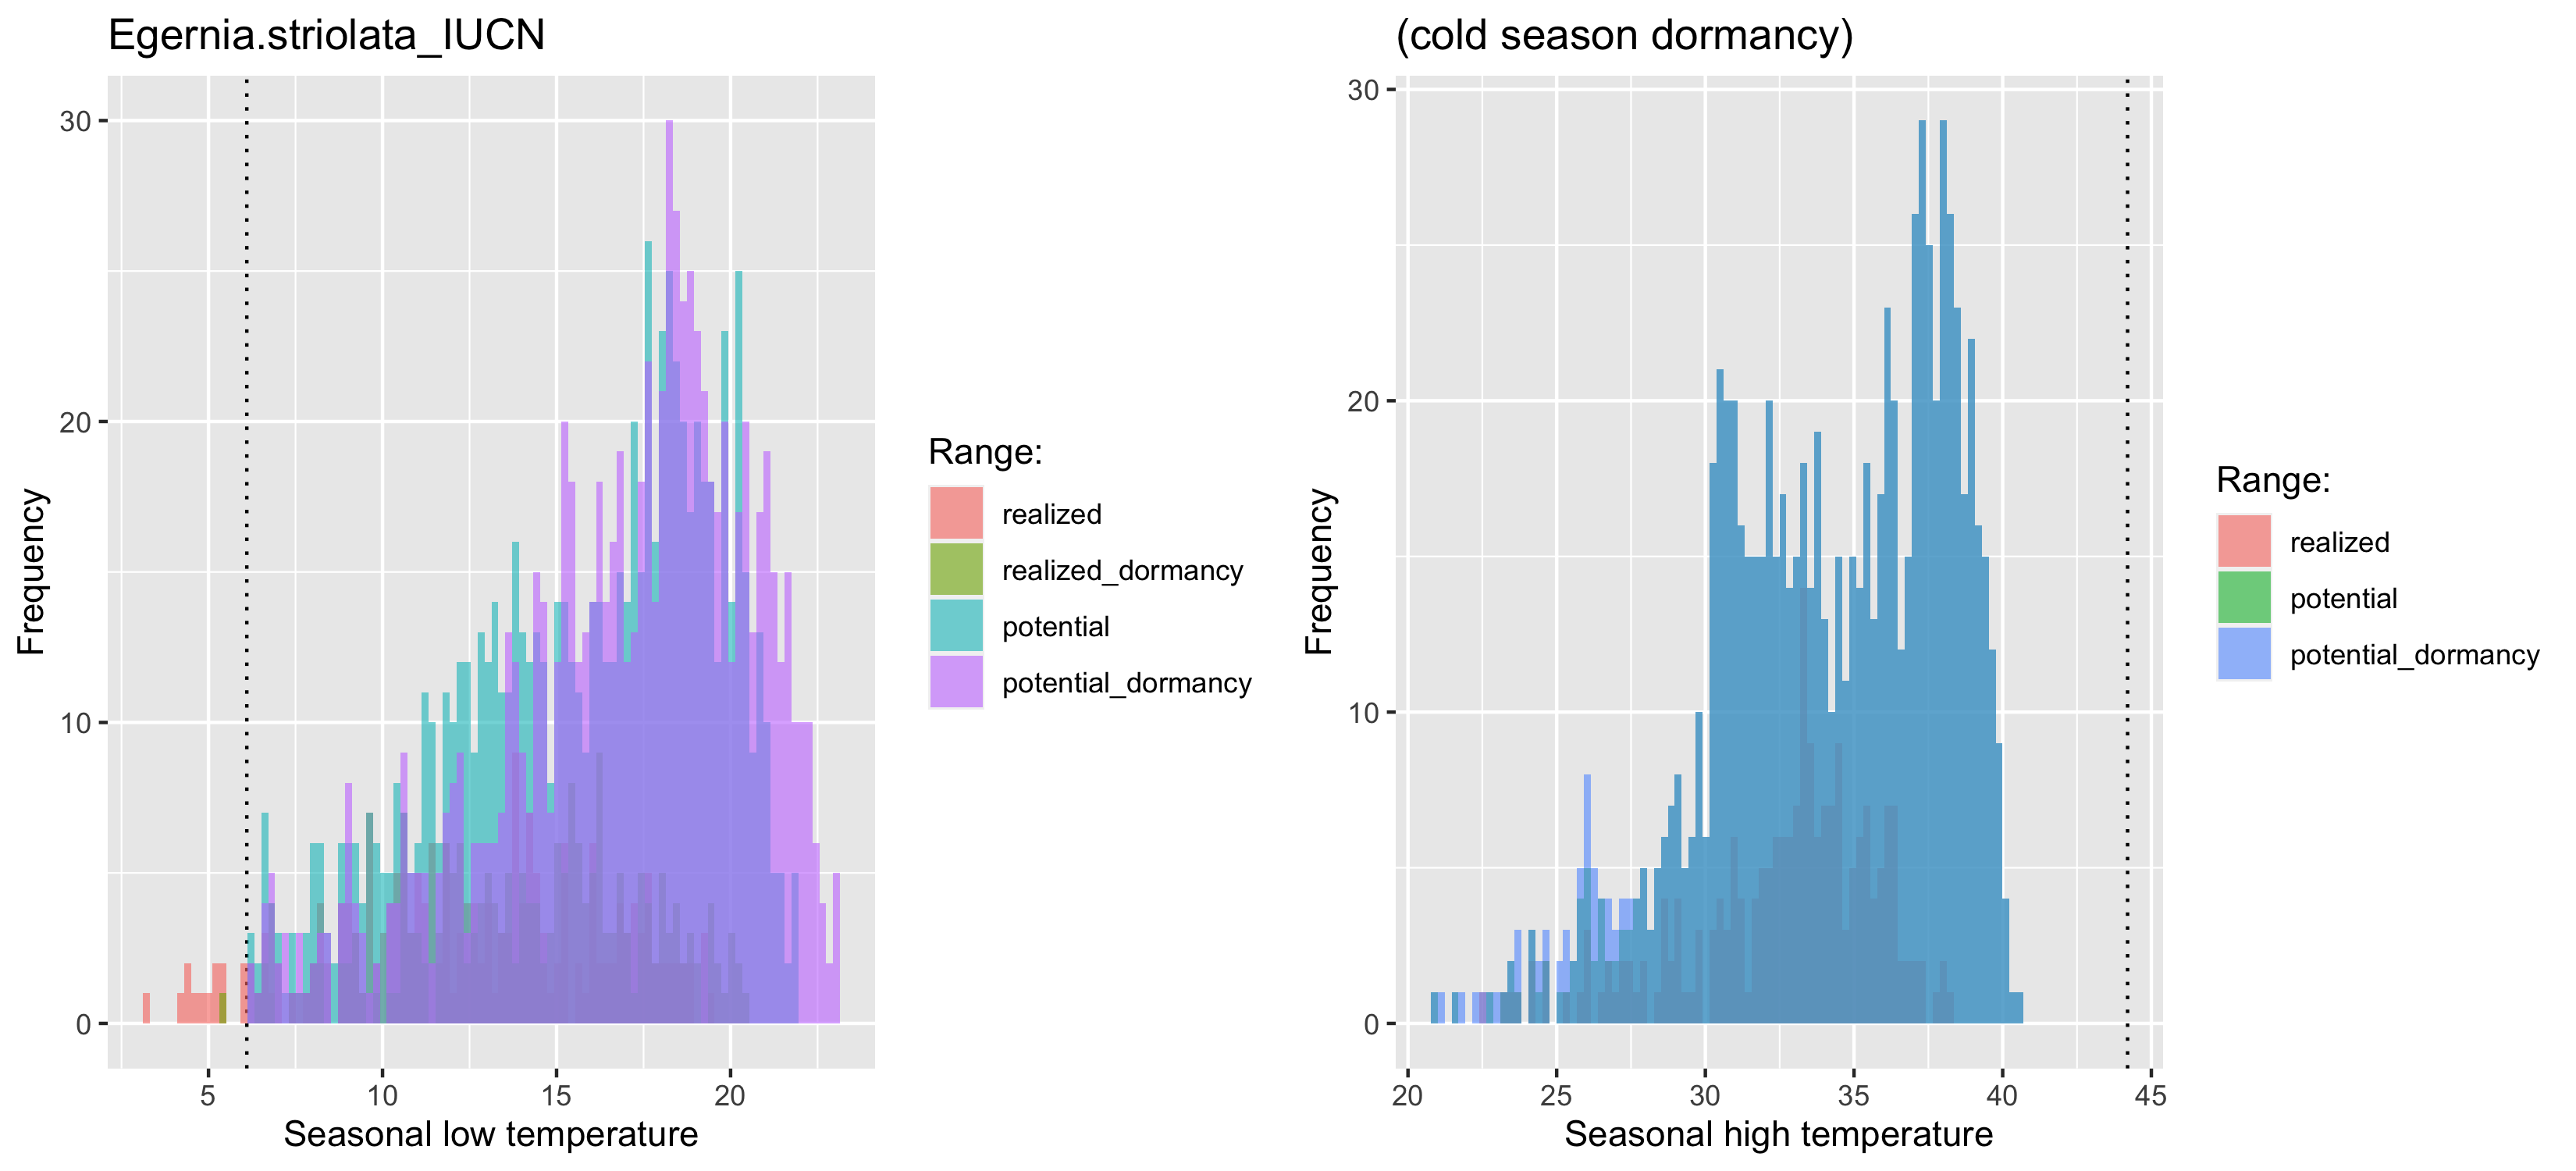 Egernia.striolata_IUCN
30
20
10
0
Frequency
5
10
15
20
Seasonal low temperature
Range:
realized
realized_dormancy
potential
potential_dormancy
(cold season dormancy)
30
20
10
0
Frequency
20
25
30
35
40
45
Seasonal high temperature
Range:
realized
potential
potential_dormancy